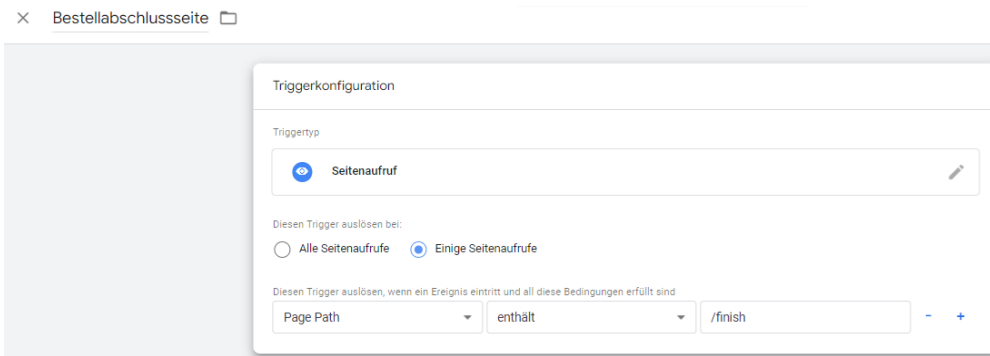 Bestellabschlussseite
Triggerkonfiguration
Triggertyp
Seitenaufruf
Diesen Trigger auslösen bei:
Alle Seitenaufrufe Einige Seitenaufrufe
Diesen Trigger auslösen, wenn ein Ereignis eintritt und all diese Bedingungen erfüllt sind
Page Path enthält /finish - +